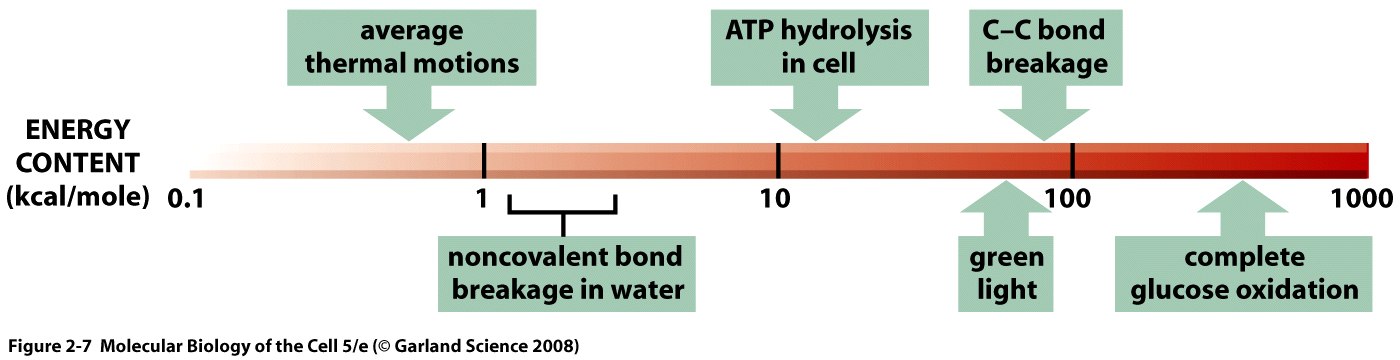 average
thermal motions
ATP hydrolysis
in cell
C–C bond
breakage
ENERGY
CONTENT
(kcal/mole)
0.1
1
10
100
1000
noncovalent bond
breakage in water
green
light
complete
glucose oxidation
Figure 2-7 Molecular Biology of the Cell 5/e (© Garland Science 2008)